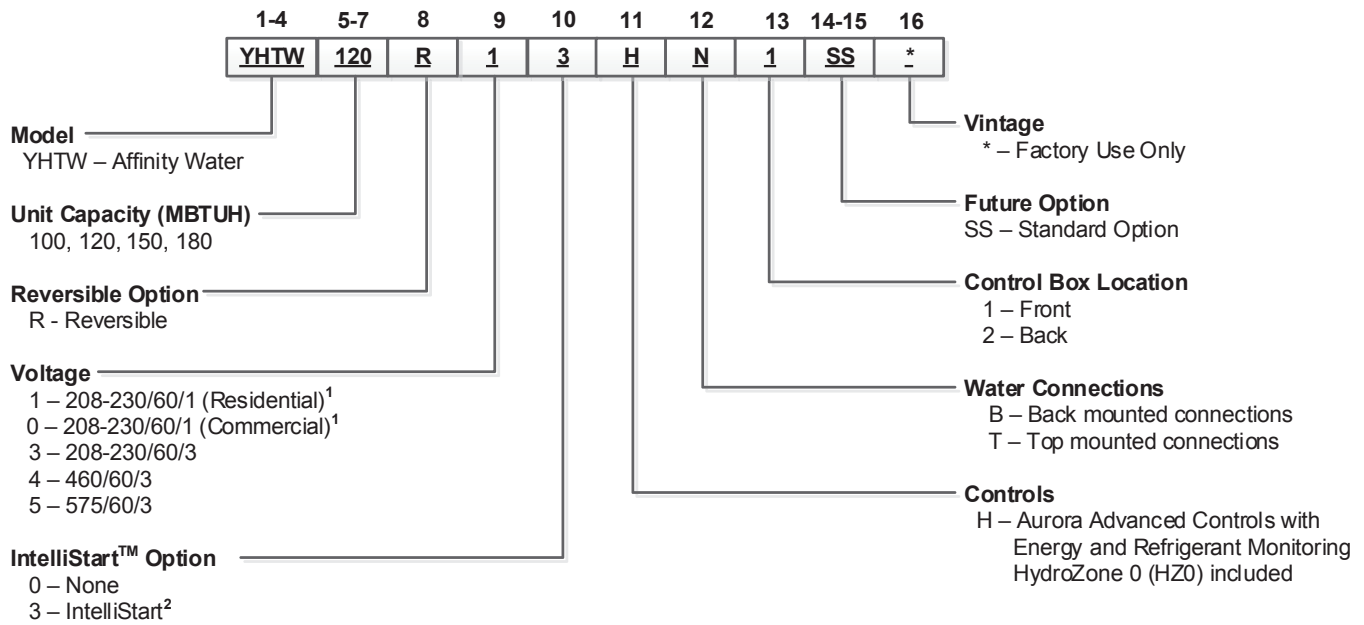 1-4 5-7 8 9 10 11 12 13 14-15 16
YHTW 120 R 1 3 H N 1 SS *
Model
YHTW – Affinity Water
Unit Capacity (MBTUH)
100, 120, 150, 180
Reversible Option
R - Reversible
Voltage
1 – 208-230/60/1 (Residential)¹
0 – 208-230/60/1 (Commercial)¹
3 – 208-230/60/3
4 – 460/60/3
5 – 575/60/3
IntelliStart™ Option
0 – None
3 – IntelliStart²
Vintage
* – Factory Use Only
Future Option
SS – Standard Option
Control Box Location
1 – Front
2 – Back
Water Connections
B – Back mounted connections
T – Top mounted connections
Controls
H – Aurora Advanced Controls with
Energy and Refrigerant Monitoring
HydroZone 0 (HZ0) included